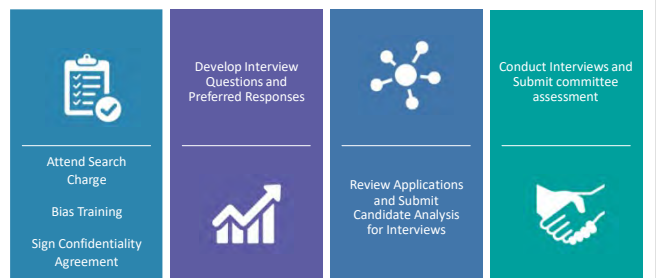 Attend Search
Charge
Bias Training
Sign Confidentiality
Agreement
Develop Interview
Questions and
Preferred Responses
Review Applications
and Submit
Candidate Analysis
for Interviews
Conduct Interviews and
Submit committee
assessment